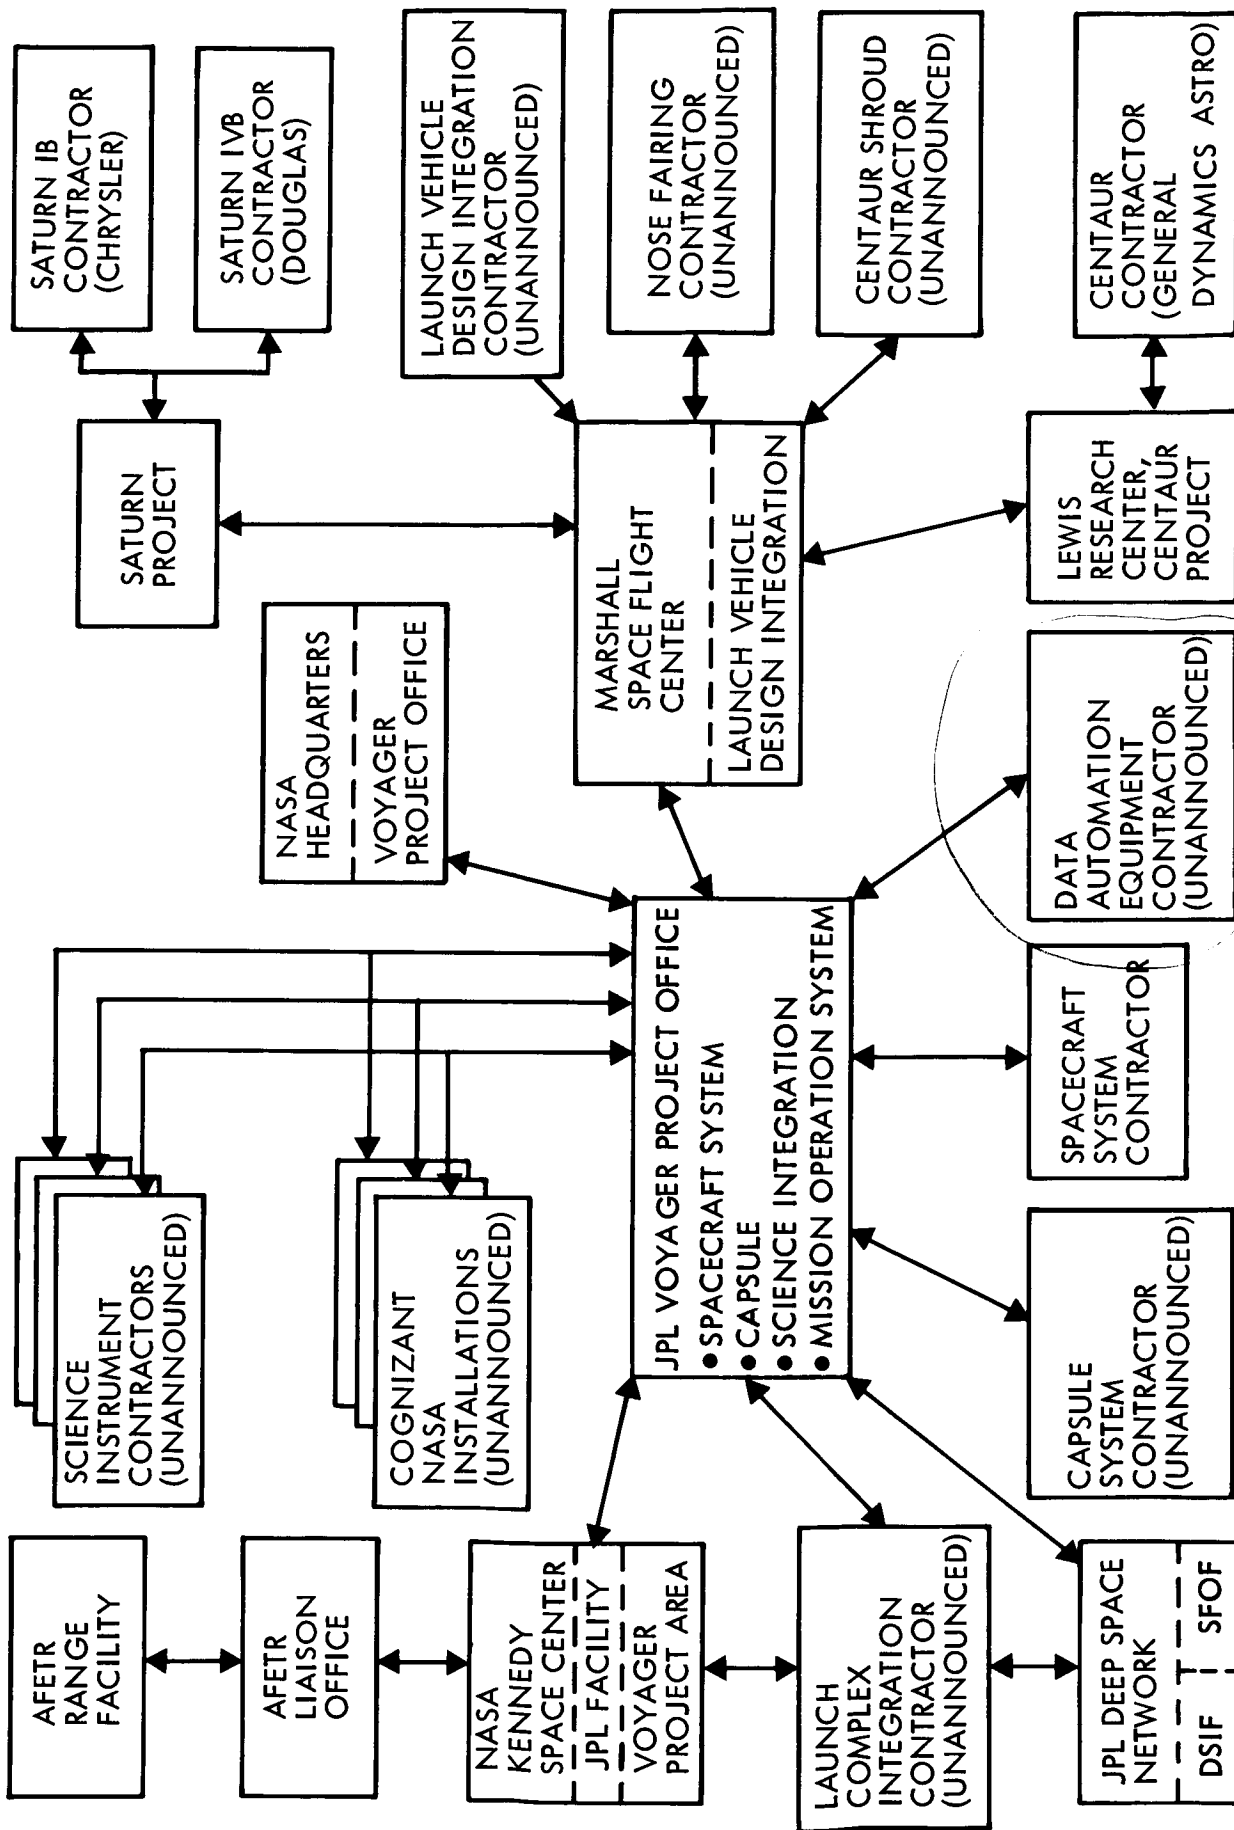 AFETR
RANGE
FACILITY
AFETR
LIAISON
OFFICE
NASA
KENNEDY
SPACE CENTER
JPL FACILITY
VOYAGER
PROJECT AREA
LAUNCH
COMPLEX
INTEGRATION
CONTRACTOR
(UNANNOUNCED)
JPL DEEP SPACE
NETWORK
DSIF
SFOF
SCIENCE
INSTRUMENT
CONTRACTORS
(UNANNOUNCED)
COGNIZANT
NASA
INSTALLATIONS
(UNANNOUNCED)
JPL VOYAGER PROJECT OFFICE
● SPACECRAFT SYSTEM
● CAPSULE
● SCIENCE INTEGRATION
● MISSION OPERATION SYSTEM
CAPSULE
SYSTEM
CONTRACTOR
(UNANNOUNCED)
SPACECRAFT
SYSTEM
CONTRACTOR
DATA
AUTOMATION
EQUIPMENT
CONTRACTOR
(UNANNOUNCED)
NASA
HEADQUARTERS
VOYAGER
PROJECT OFFICE
SATURN
PROJECT
MARSHALL
SPACE FLIGHT
CENTER
LAUNCH VEHICLE
DESIGN INTEGRATION
LEWIS
RESEARCH
CENTER,
CENTAUR
PROJECT
SATURN IB
CONTRACTOR
(CHRYSLER)
SATURN IVB
CONTRACTOR
(DOUGLAS)
LAUNCH VEHICLE
DESIGN INTEGRATION
CONTRACTOR
(UNANNOUNCED)
NOSE FAIRING
CONTRACTOR
(UNANNOUNCED)
CENTAUR SHROUD
CONTRACTOR
(UNANNOUNCED)
CENTAUR
CONTRACTOR
(GENERAL
DYNAMICS ASTRO)